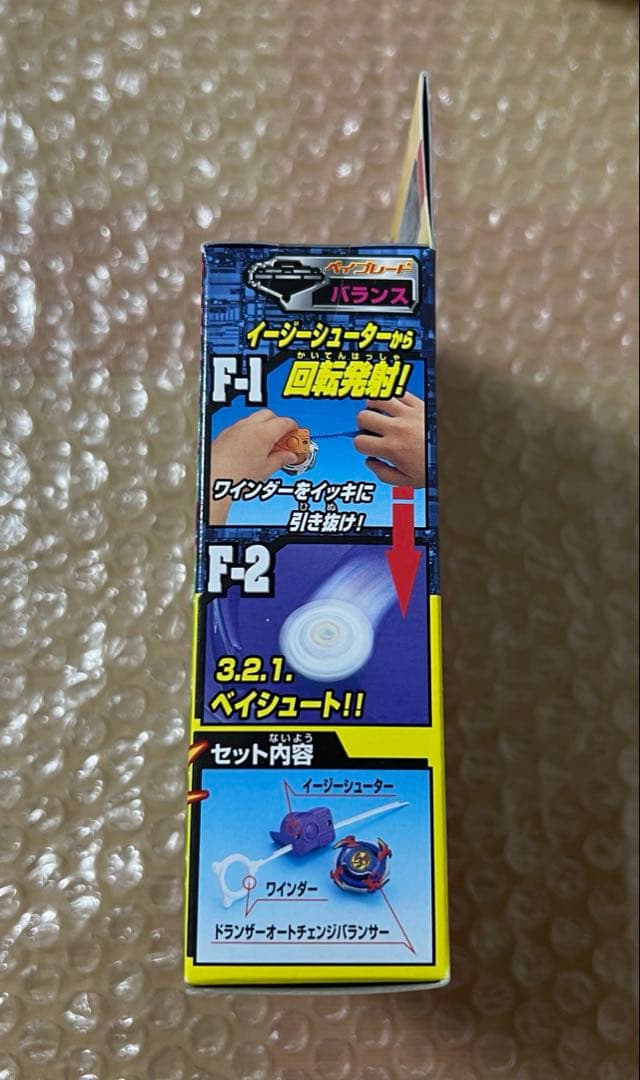 ベイブレード
バランス
イージーシューターから
かいてんはっしゃ
F-1 回転発射!
ワインダーをイッキに
ひ ぬ
引き抜け!
F-2
3.2.1.
ベイシュート!!
ないよう
セット内容
イージーシューター
ワインダー
ドランザーオートチェンジバランサー